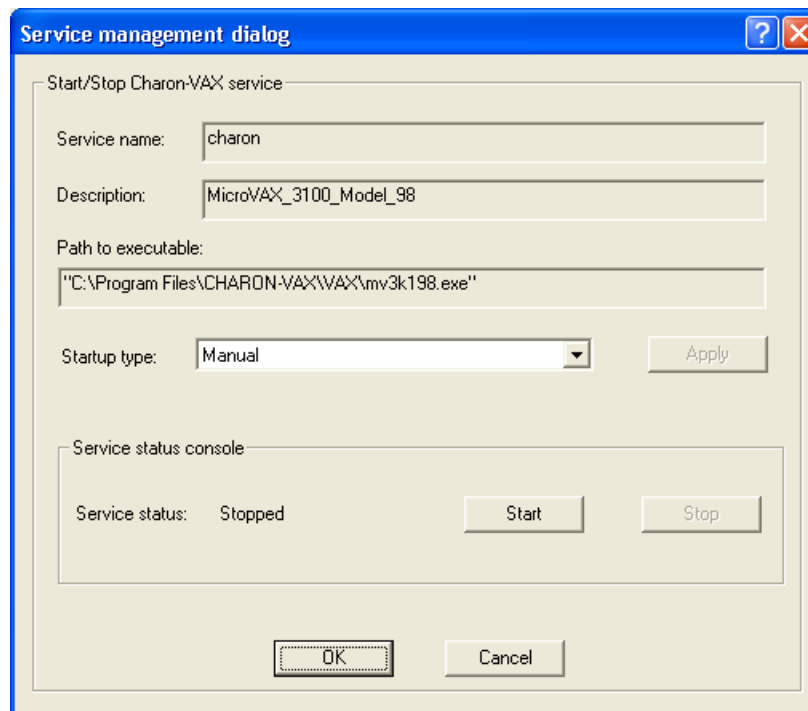 Service management dialog
Start/Stop Charon-VAX service
Service name: charon
Description: MicroVAX_3100_Model_98
Path to executable:
"C:\Program Files\CHARON-VAX\VAX\mv3k198.exe"
Startup type: Manual Apply
Service status console
Service status: Stopped Start Stop
OK Cancel